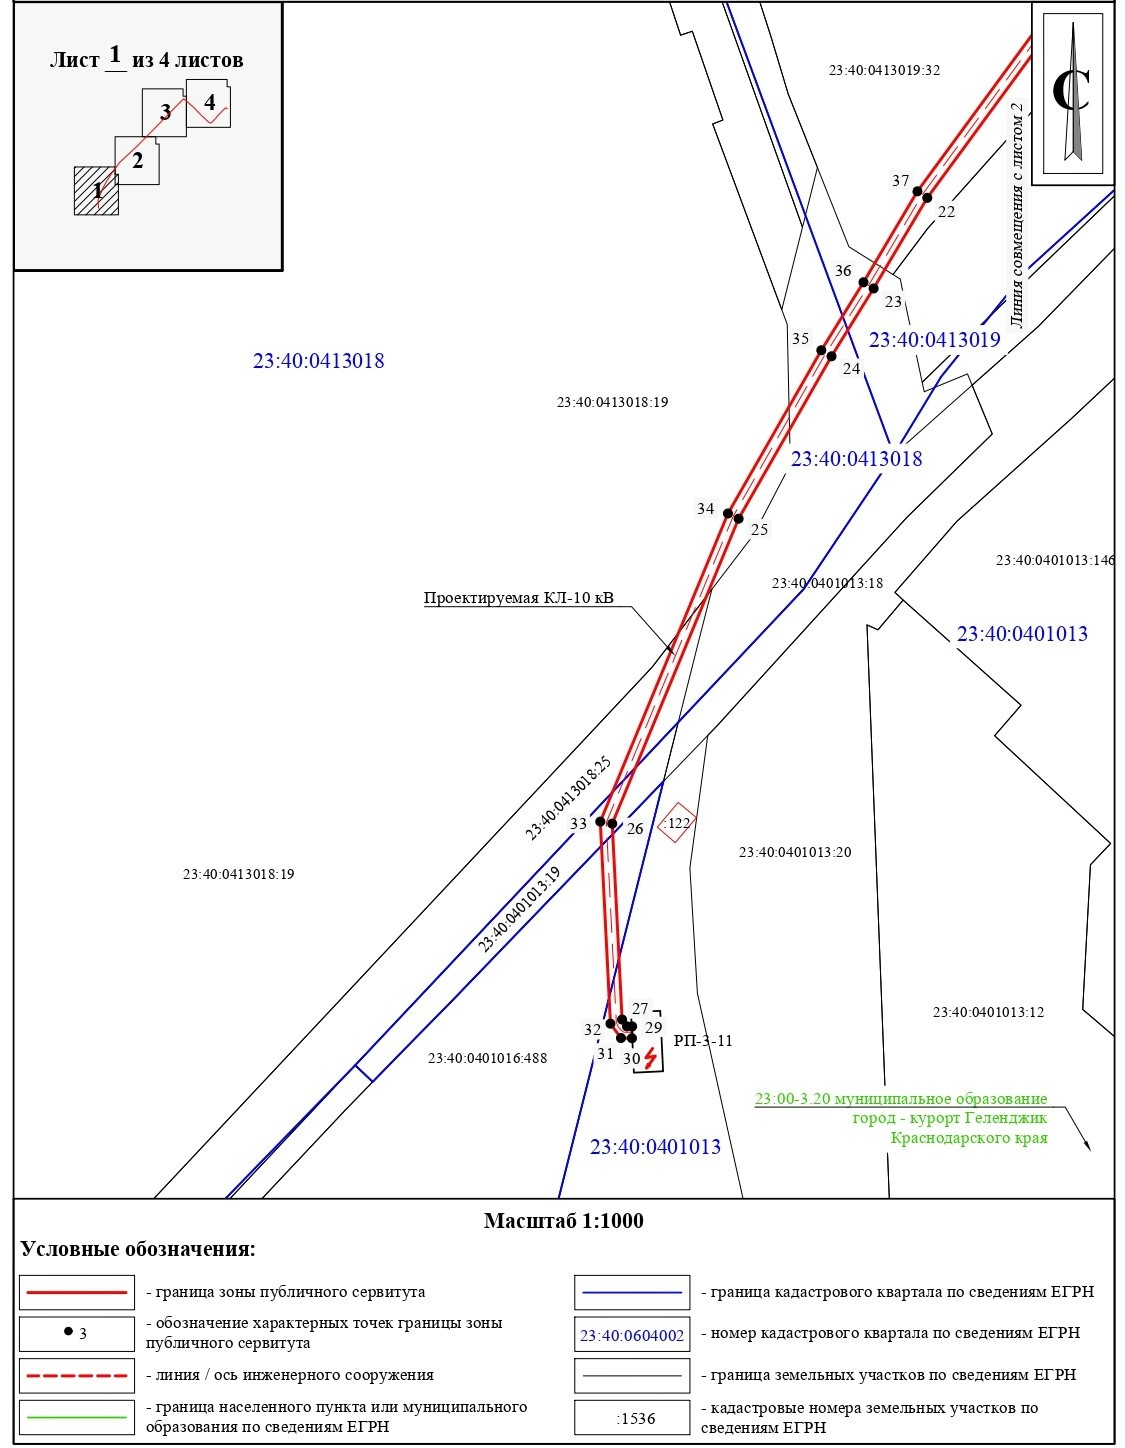 Лист 1 из 4 листов
3
4
2
1
С
Линия совмещения с листом 2
23:40:0413019:32
37
22
36
23
35
24
23:40:0413019
23:40:0413018
23:40:0413018:19
23:40:0413018
34
25
23:40:0401013:146
23:40:0401013:18
Проектируемая КЛ-10 кВ
23:40:0401013
23:40:0413018:25
33
26
:122
23:40:0401013:20
23:40:0413018:19
23:40:0401013:19
27
23:40:0401013:12
32
29
РП-3-11
31
30
23:40:0401016:488
23:00-3.20 муниципальное образование
город - курорт Геленджик
Краснодарского края
23:40:0401013
Масштаб 1:1000
Условные обозначения:
- граница зоны публичного сервитута
3
- обозначение характерных точек границы зоны
публичного сервитута
- линия / ось инженерного сооружения
- граница населенного пункта или муниципального
образования по сведениям ЕГРН
- граница кадастрового квартала по сведениям ЕГРН
23:40:0604002
- номер кадастрового квартала по сведениям ЕГРН
- граница земельных участков по сведениям ЕГРН
:1536
- кадастровые номера земельных участков по
сведениям ЕГРН